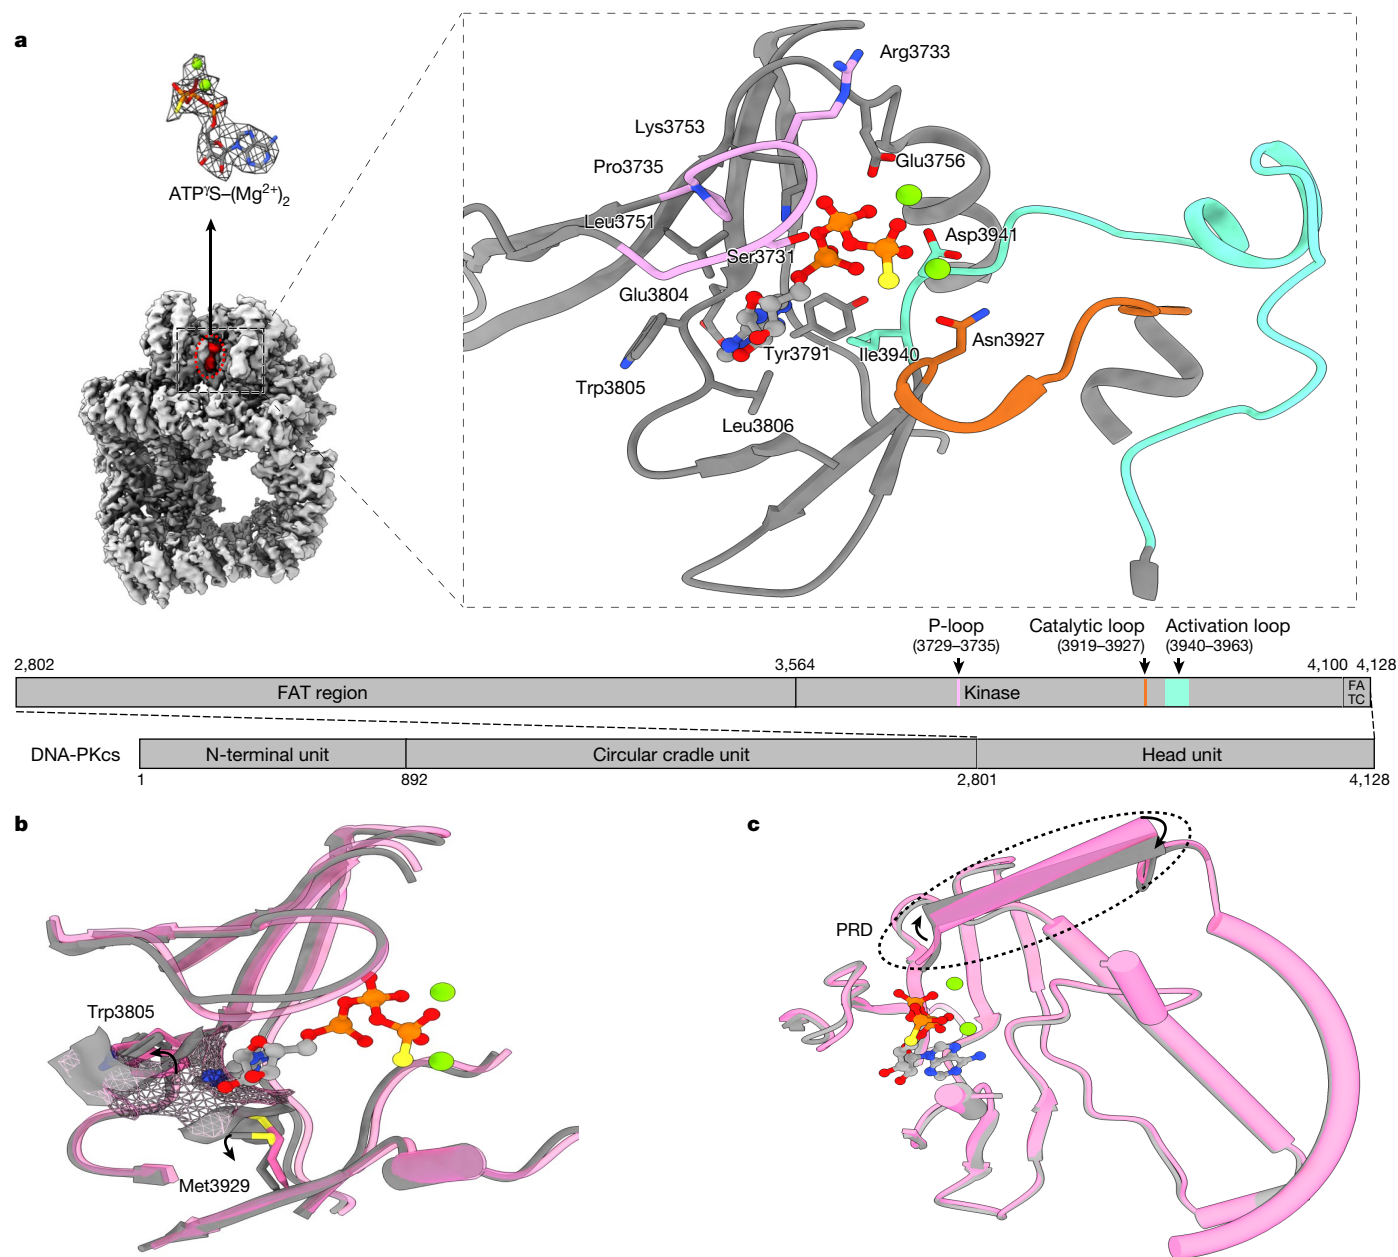 a
Arg3733
Lys3753
Glu3756
Pro3735
ATPᵞS–(Mg²⁺)₂
Leu3751
Asp3941
Ser3731
Glu3804
Tyr3791
Ile3940
Asn3927
Trp3805
Leu3806
P-loop
(3729–3735)
Catalytic loop
(3919–3927)
Activation loop
(3940–3963)
2,802
3,564
4,100
4,128
FAT region
Kinase
FA
TC
DNA-PKcs
N-terminal unit
Circular cradle unit
Head unit
1
892
2,801
4,128
b
c
PRD
Trp3805
Met3929